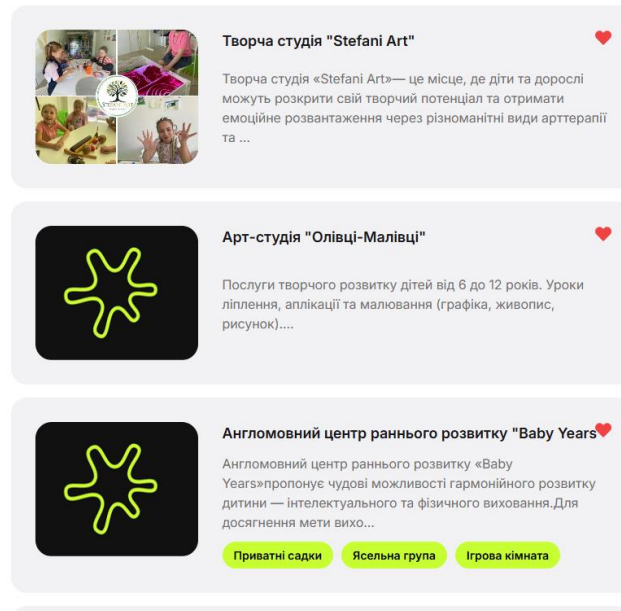 Творча студія "Stefani Art"
Творча студія «Stefani Art»— це місце, де діти та дорослі
можуть розкрити свій творчий потенціал та отримати
емоційне розвантаження через різноманітні види арттерапії
та ...
Арт-студія "Олівці-Малівці"
Послуги творчого розвитку дітей від 6 до 12 років. Уроки
ліплення, аплікації та малювання (графіка, живопис,
рисунок)....
Англомовний центр раннього розвитку "Baby Years
Англомовний центр раннього розвитку «Baby
Years»пропонує чудові можливості гармонійного розвитку
дитини — інтелектуального та фізичного виховання.Для
досягнення мети вихо...
Приватні садки Ясельна група Ігрова кімната